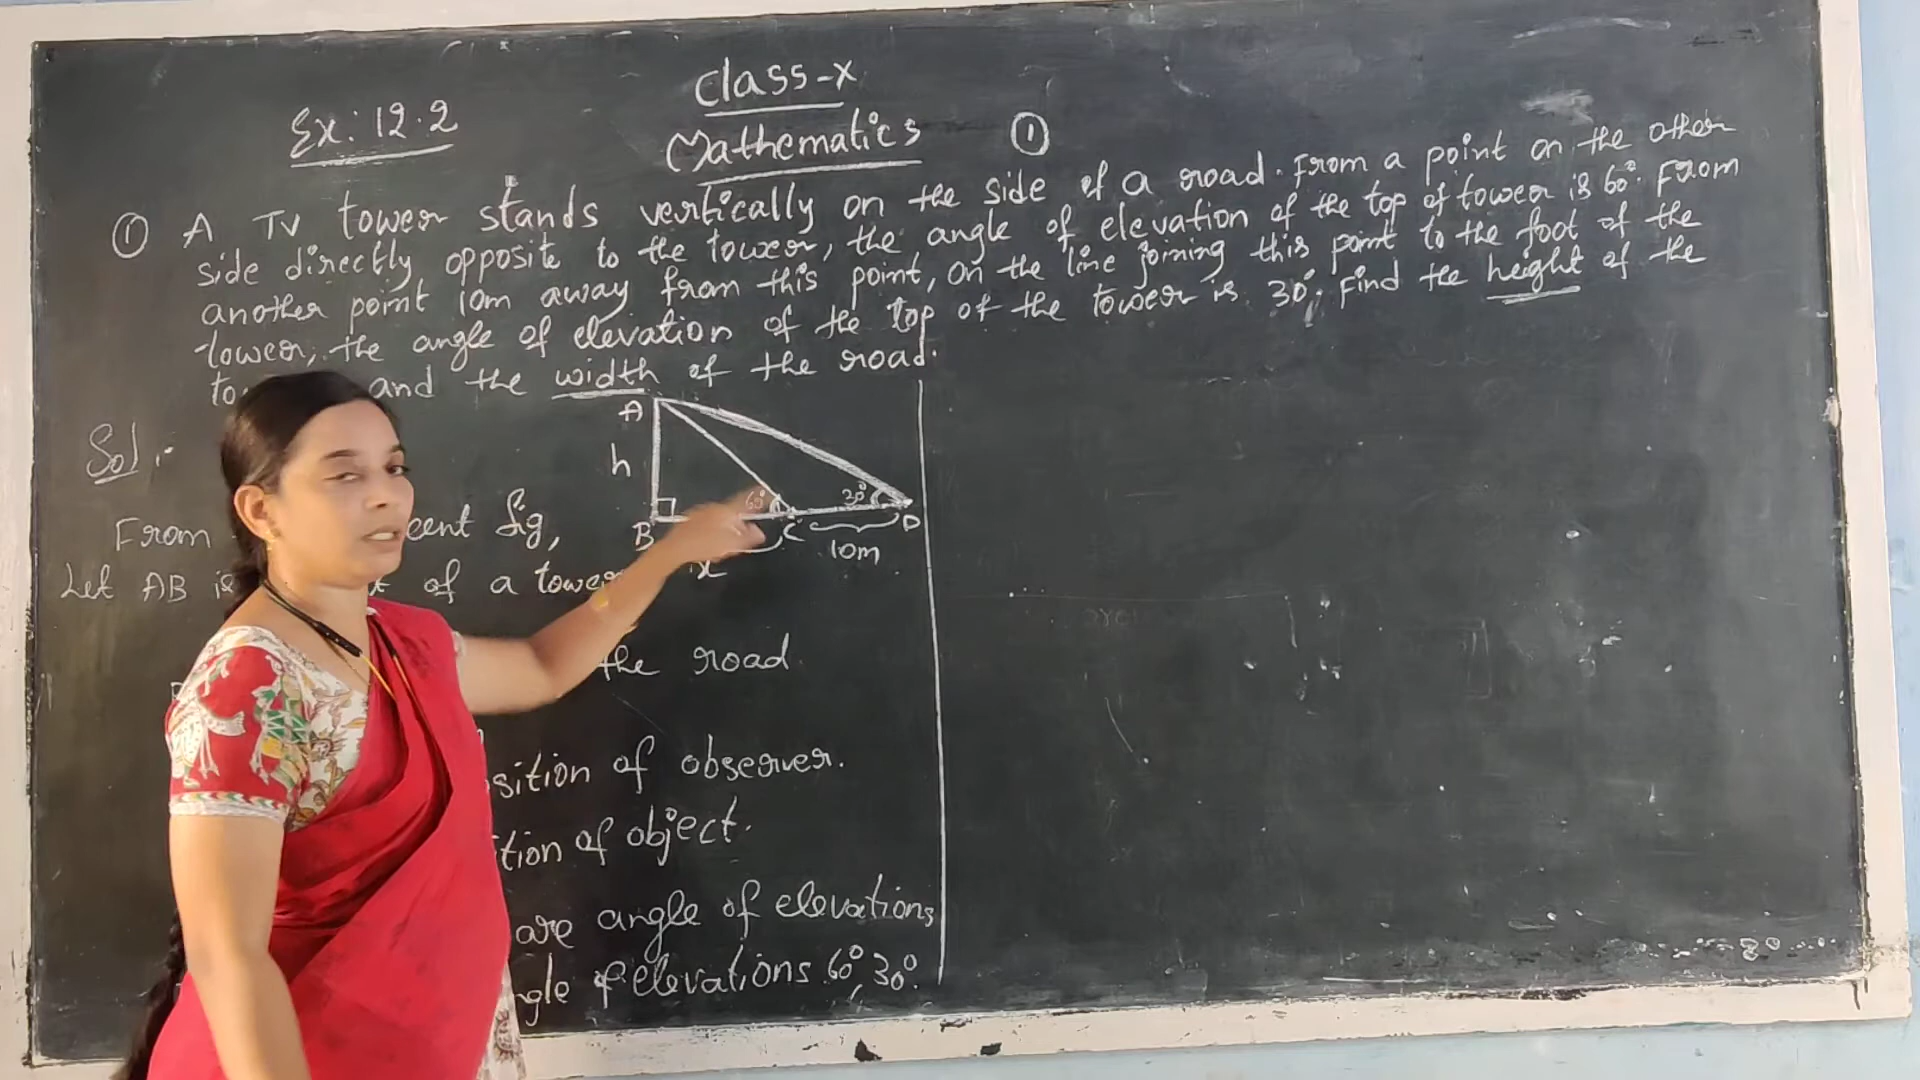 Class-X
Ex: 12.2
Mathematics
①
① A TV tower stands vertically on the side of a road. From a point on the other
side directly opposite to the tower, the angle of elevation of the top of tower is 60°. From
another point 10m away from this point, on the line joining this point to the foot of the
tower, the angle of elevation of the top of the tower is 30°. Find the height of the
to and the width of the road.
Sol:-
A
h
60°
30°
B
C
D
x
10m
From cent fig,
Let AB is of a tower
the road.
sition of observer.
tion of object.
are angle of elevations
ngle of elevations 60°, 30°.